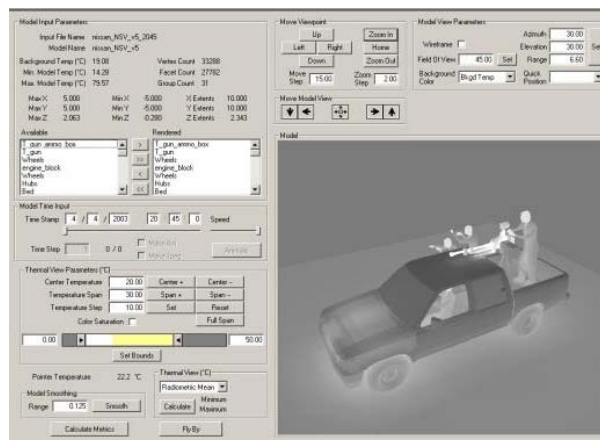 Model Input Parameters
Input File Name nissan_NSV_v5_2045
Model Name nissan_NSV_v5
Background Temp (°C) 19.08 Vertex Count 33288
Min. Model Temp (°C) 14.29 Facet Count 27782
Max. Model Temp (°C) 79.57 Group Count 31
Max X 5.000 Min X -5.000 X Extents 10.000
Max Y 5.000 Min Y -5.000 Y Extents 10.000
Max Z 2.063 Min Z -0.280 Z Extents 2.343
Available Rendered
T_gun_ammo_box > T_gun_ammo_box
T_gun T_gun
Wheels >> Wheels
engine_block engine_block
Wheels < Wheels
Hubs Hubs
Bed << Bed
Model Time Input
Time Stamp 4 / 4 / 2003 20 : 45 : 0 Speed
Time Step 1 0 / 0 Animate
Thermal View Parameters (°C)
Center Temperature 20.00 Center + Center -
Temperature Span 30.00 Span + Span -
Temperature Step 10.00 Set Reset
Color Saturation Full Span
0.00 50.00
Set Bounds
Pointer Temperature 22.2 °C
Model Smoothing
Range 0.125 Smooth
Thermal View (°C)
Radiometric Mean
Calculate Minimum
Maximum
Calculate Metrics Fly By
Move Viewpoint
Up Zoom In
Left Right Home
Down Zoom Out
Move Step 15.00 Zoom Step 2.00
Move Model View
Model View Parameters
Azimuth 30.00
Wireframe Elevation 30.00 Se
Field Of View 45.00 Set Range 6.60
Background Color Bkgd Temp Quick Position
Model